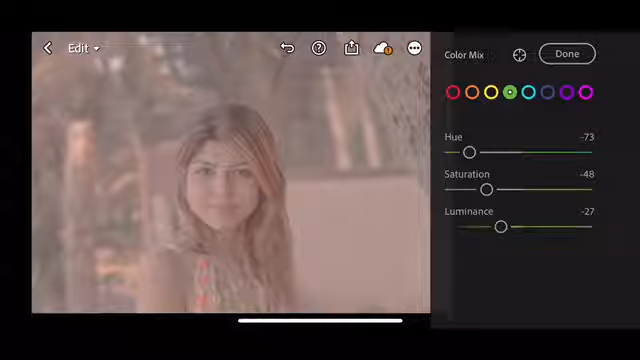 Edit
?
Color Mix
Done
Hue
-73
Saturation
-48
Luminance
-27